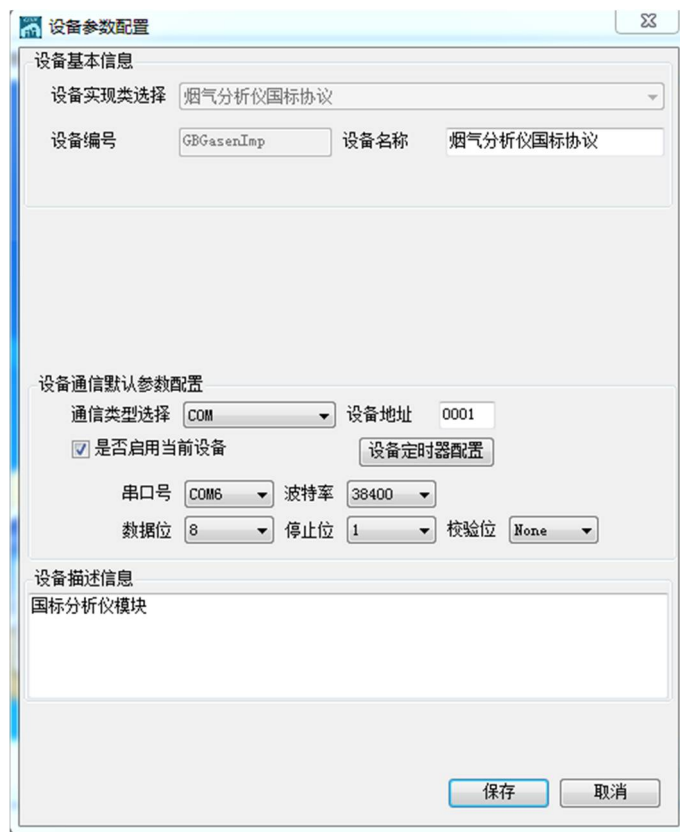 设备参数配置
设备基本信息
设备实现类选择 烟气分析仪国标协议
设备编号 GBGasenImp 设备名称 烟气分析仪国标协议
设备通信默认参数配置
通信类型选择 COM 设备地址 0001
是否启用当前设备 设备定时器配置
串口号 COM6 波特率 38400
数据位 8 停止位 1 校验位 None
设备描述信息
国标分析仪模块
保存 取消